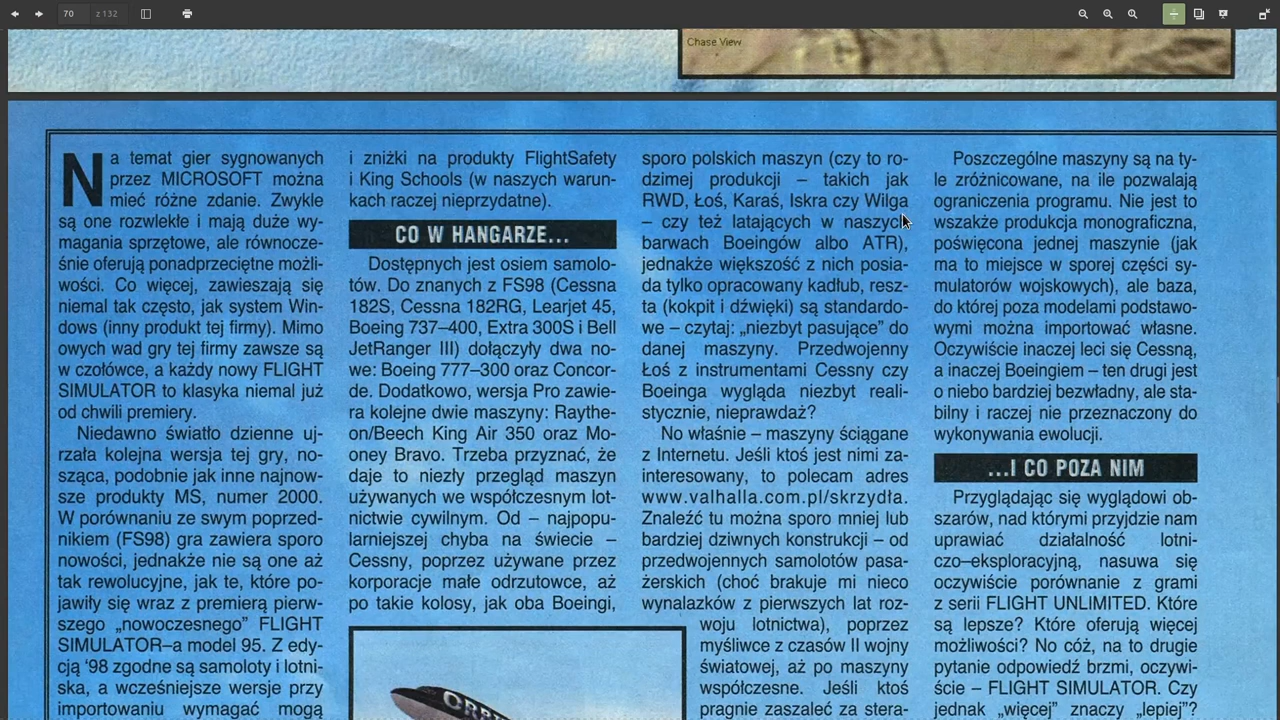 70
z 132
Chase View
Na temat gier sygnowanych
przez MICROSOFT można
mieć różne zdanie. Zwykle
są one rozwlekłe i mają duże wy-
magania sprzętowe, ale równocze-
śnie oferują ponadprzeciętne możli-
wości. Co więcej, zawieszają się
niemal tak często, jak system Win-
dows (inny produkt tej firmy). Mimo
owych wad gry tej firmy zawsze są
w czołówce, a każdy nowy FLIGHT
SIMULATOR to klasyka niemal już
od chwili premiery.
Niedawno światło dzienne uj-
rzała kolejna wersja tej gry, no-
sząca, podobnie jak inne najnow-
sze produkty MS, numer 2000.
W porównaniu ze swym poprzed-
nikiem (FS98) gra zawiera sporo
nowości, jednakże nie są one aż
tak rewolucyjne, jak te, które po-
jawiły się wraz z premierą pierw-
szego „nowoczesnego” FLIGHT
SIMULATOR–a model 95. Z edy-
cją ‘98 zgodne są samoloty i lotni-
ska, a wcześniejsze wersje przy
importowaniu wymagać mogą
i zniżki na produkty FlightSafety
i King Schools (w naszych warun-
kach raczej nieprzydatne).
CO W HANGARZE...
Dostępnych jest osiem samolo-
tów. Do znanych z FS98 (Cessna
182S, Cessna 182RG, Learjet 45,
Boeing 737–400, Extra 300S i Bell
JetRanger III) dołączyły dwa no-
we: Boeing 777–300 oraz Concor-
de. Dodatkowo, wersja Pro zawie-
ra kolejne dwie maszyny: Raythe-
on/Beech King Air 350 oraz Mo-
oney Bravo. Trzeba przyznać, że
daje to niezły przegląd maszyn
używanych we współczesnym lot-
nictwie cywilnym. Od – najpopu-
larniejszej chyba na świecie –
Cessny, poprzez używane przez
korporacje małe odrzutowce, aż
po takie kolosy, jak oba Boeingi,
sporo polskich maszyn (czy to ro-
dzimej produkcji – takich jak
RWD, Łoś, Karaś, Iskra czy Wilga
– czy też latających w naszych
barwach Boeingów albo ATR),
jednakże większość z nich posia-
da tylko opracowany kadłub, resz-
ta (kokpit i dźwięki) są standardo-
we – czytaj: „niezbyt pasujące” do
danej maszyny. Przedwojenny
Łoś z instrumentami Cessny czy
Boeinga wygląda niezbyt reali-
stycznie, nieprawdaż?
No właśnie – maszyny ściągane
z Internetu. Jeśli ktoś jest nimi za-
interesowany, to polecam adres
www.valhalla.com.pl/skrzydła.
Znaleźć tu można sporo mniej lub
bardziej dziwnych konstrukcji – od
przedwojennych samolotów pasa-
żerskich (choć brakuje mi nieco
wynalazków z pierwszych lat roz-
woju lotnictwa), poprzez
myśliwce z czasów II wojny
światowej, aż po maszyny
współczesne. Jeśli ktoś
pragnie zaszaleć za stera-
Poszczególne maszyny są na ty-
le zróżnicowane, na ile pozwalają
ograniczenia programu. Nie jest to
wszakże produkcja monograficzna,
poświęcona jednej maszynie (jak
ma to miejsce w sporej części sy-
mulatorów wojskowych), ale baza,
do której poza modelami podstawo-
wymi można importować własne.
Oczywiście inaczej leci się Cessną,
a inaczej Boeingiem – ten drugi jest
o niebo bardziej bezwładny, ale sta-
bilny i raczej nie przeznaczony do
wykonywania ewolucji.
...I CO POZA NIM
Przyglądając się wyglądowi ob-
szarów, nad którymi przyjdzie nam
uprawiać działalność lotni-
czo–eksploracyjną, nasuwa się
oczywiście porównanie z grami
z serii FLIGHT UNLIMITED. Które
są lepsze? Które oferują więcej
możliwości? No cóż, na to drugie
pytanie odpowiedź brzmi, oczywi-
ście – FLIGHT SIMULATOR. Czy
jednak „więcej” znaczy „lepiej”?